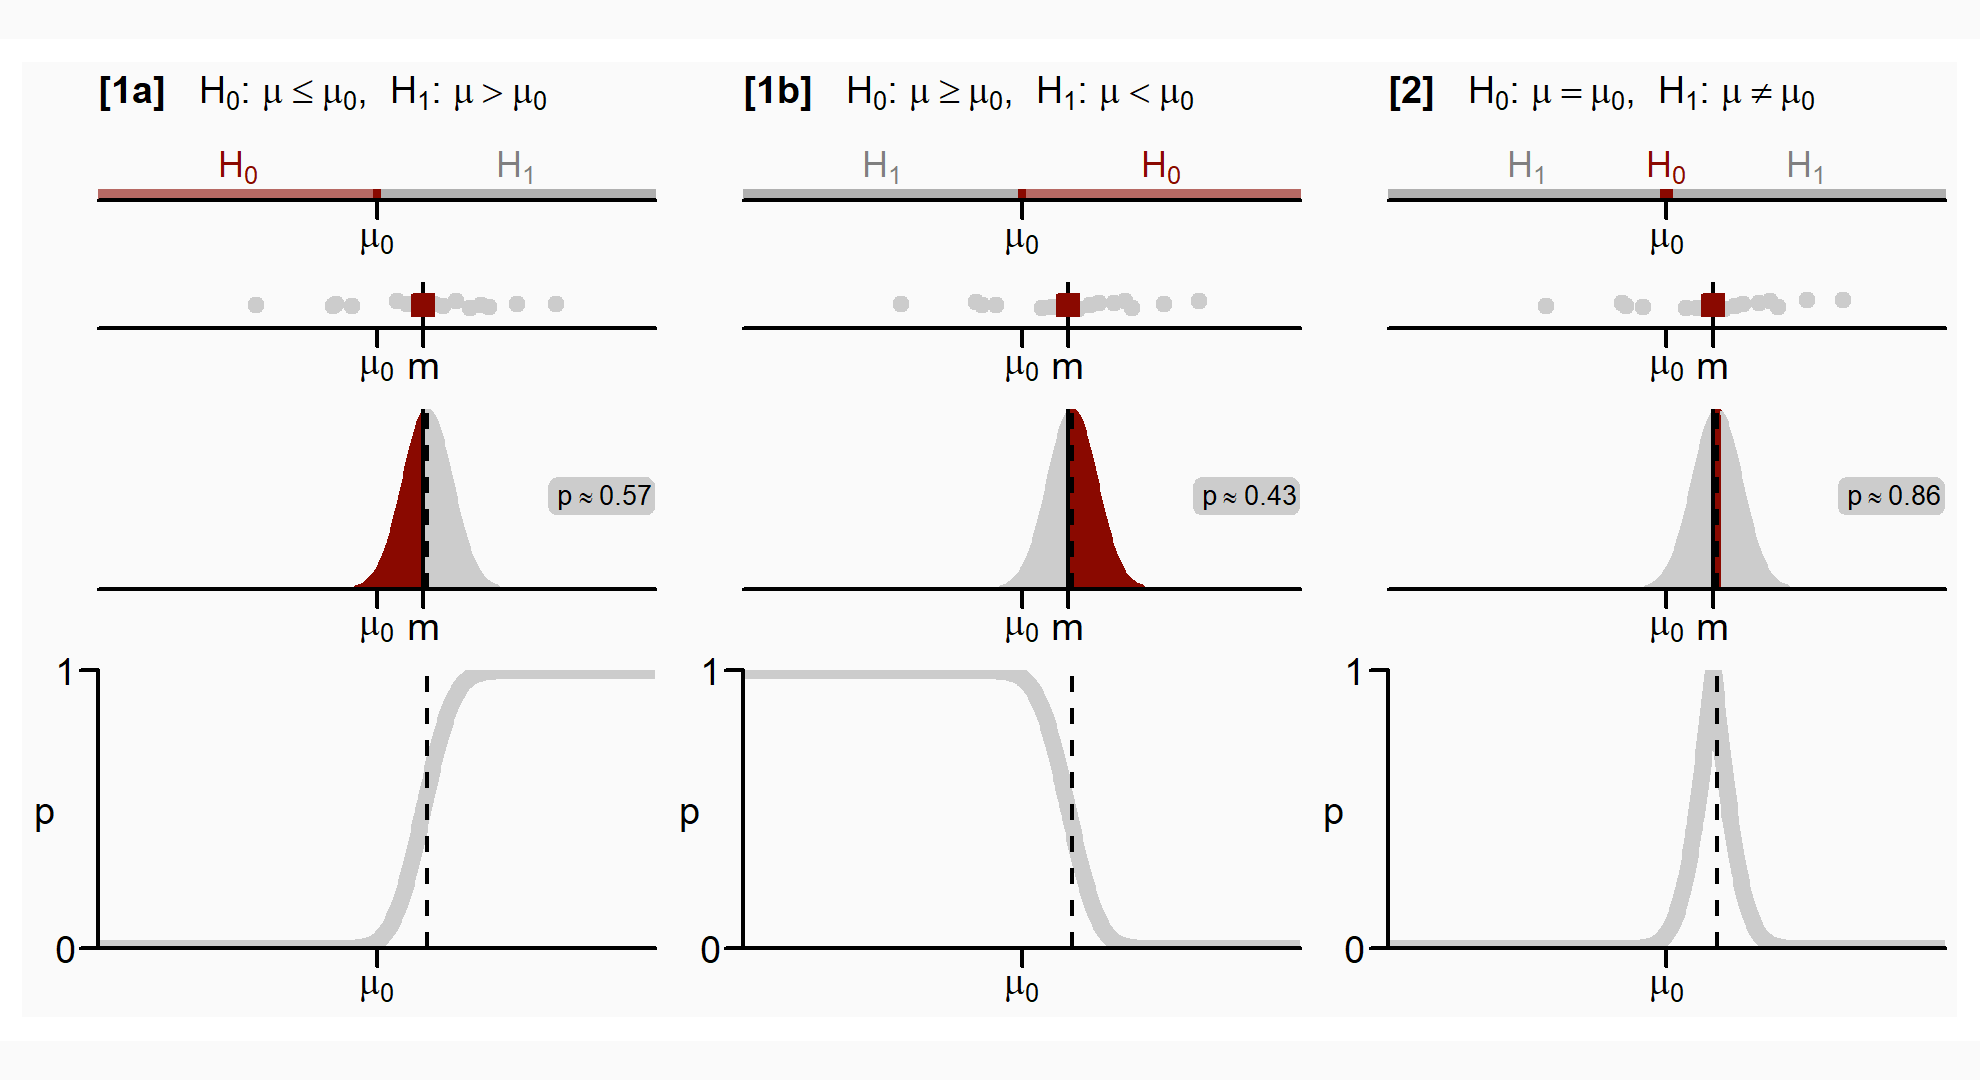 [1a] H₀: μ ≤ μ₀, H₁: μ > μ₀
H₀ H₁
μ₀
μ₀ m
p ≈ 0.57
μ₀ m
1
p
0
μ₀
[1b] H₀: μ ≥ μ₀, H₁: μ < μ₀
H₁ H₀
μ₀
μ₀ m
p ≈ 0.43
μ₀ m
1
p
0
μ₀
[2] H₀: μ = μ₀, H₁: μ ≠ μ₀
H₁ H₀ H₁
μ₀
μ₀ m
p ≈ 0.86
μ₀ m
1
p
0
μ₀